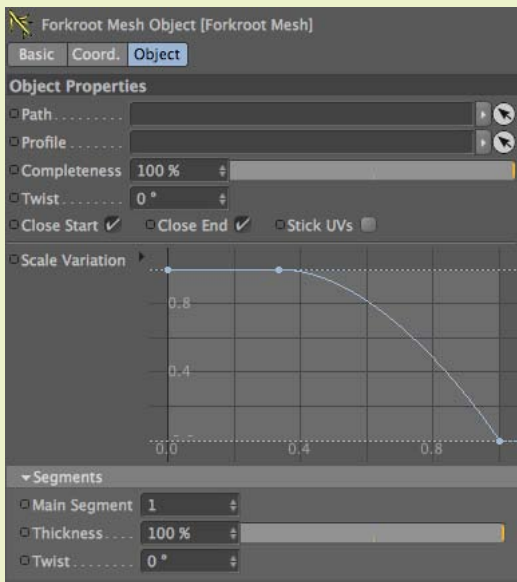 Forkroot Mesh Object [Forkroot Mesh]
Basic Coord. Object
Object Properties
Path........
Profile........
Completeness 100 %
Twist........ 0 °
Close Start Close End Stick UVs
Scale Variation
0.8
0.4
0.0 0.4 0.8
Segments
Main Segment 1
Thickness.... 100 %
Twist........ 0 °